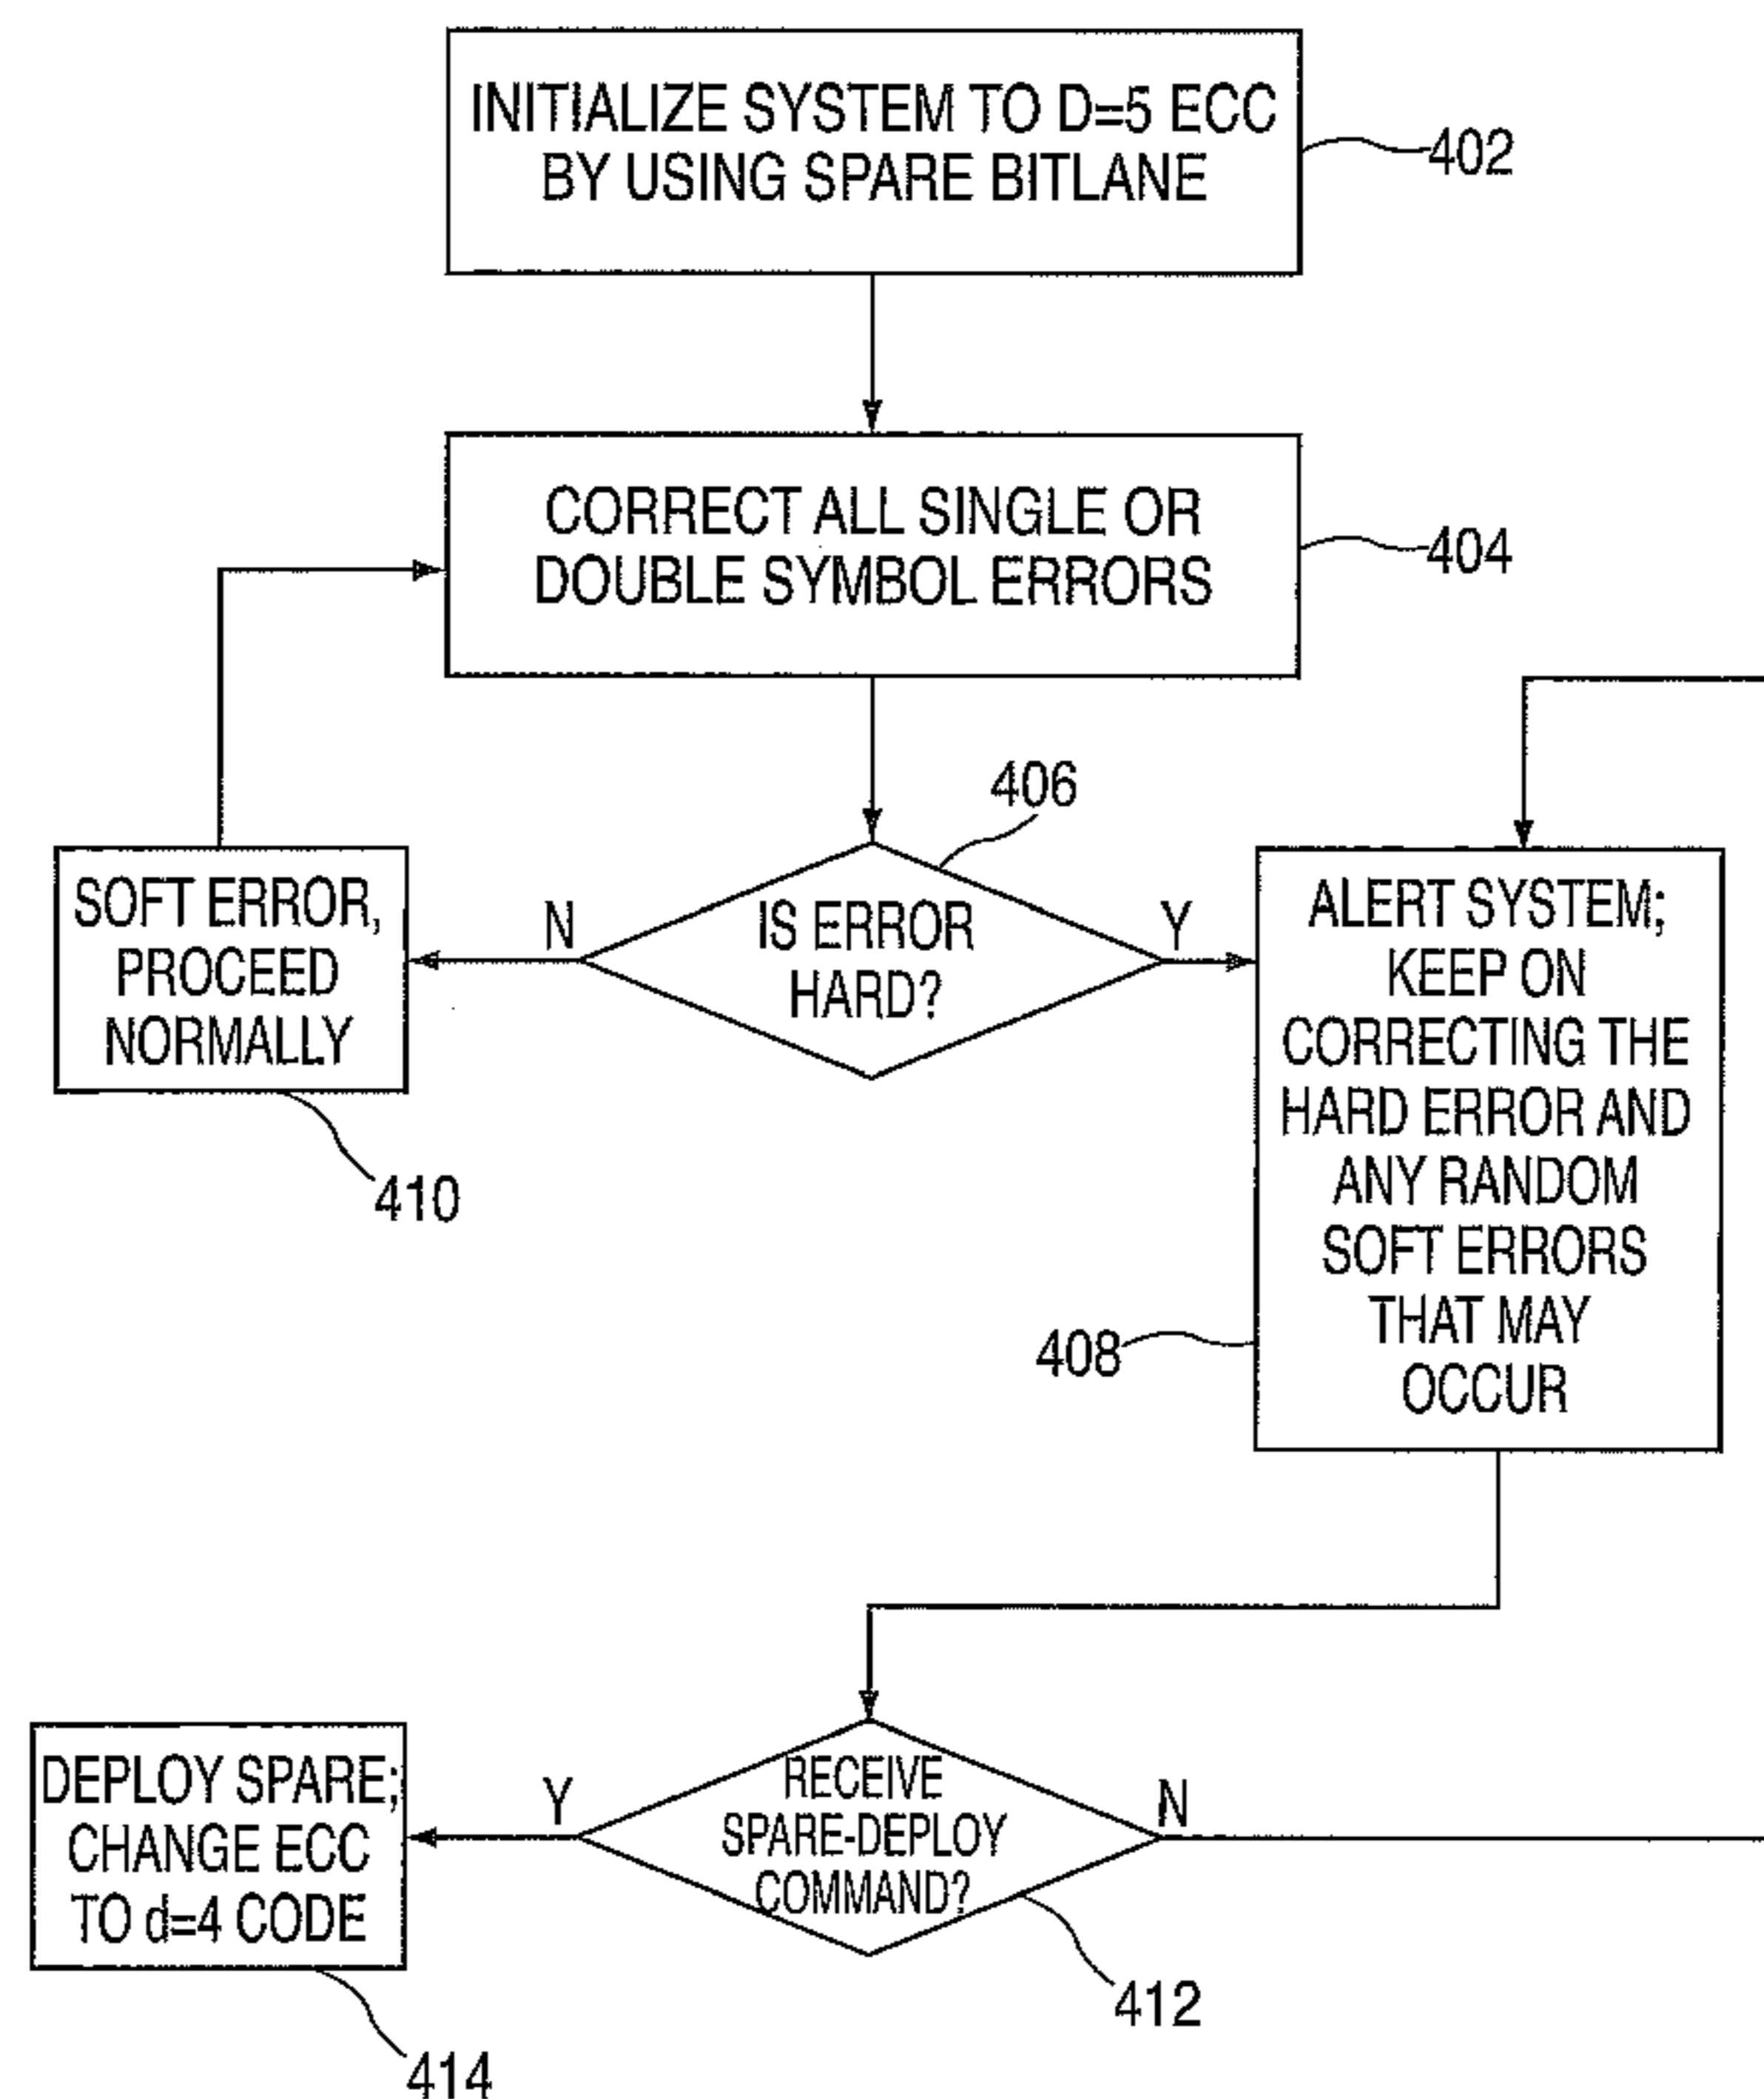 INITIALIZE SYSTEM TO D=5 ECC
BY USING SPARE BITLANE
402
CORRECT ALL SINGLE OR
DOUBLE SYMBOL ERRORS
404
406
SOFT ERROR,
PROCEED
NORMALLY
N
IS ERROR
HARD?
Y
ALERT SYSTEM;
KEEP ON
CORRECTING THE
HARD ERROR AND
ANY RANDOM
SOFT ERRORS
THAT MAY
OCCUR
410
408
DEPLOY SPARE;
CHANGE ECC
TO d=4 CODE
Y
RECEIVE
SPARE-DEPLOY
COMMAND?
N
412
414